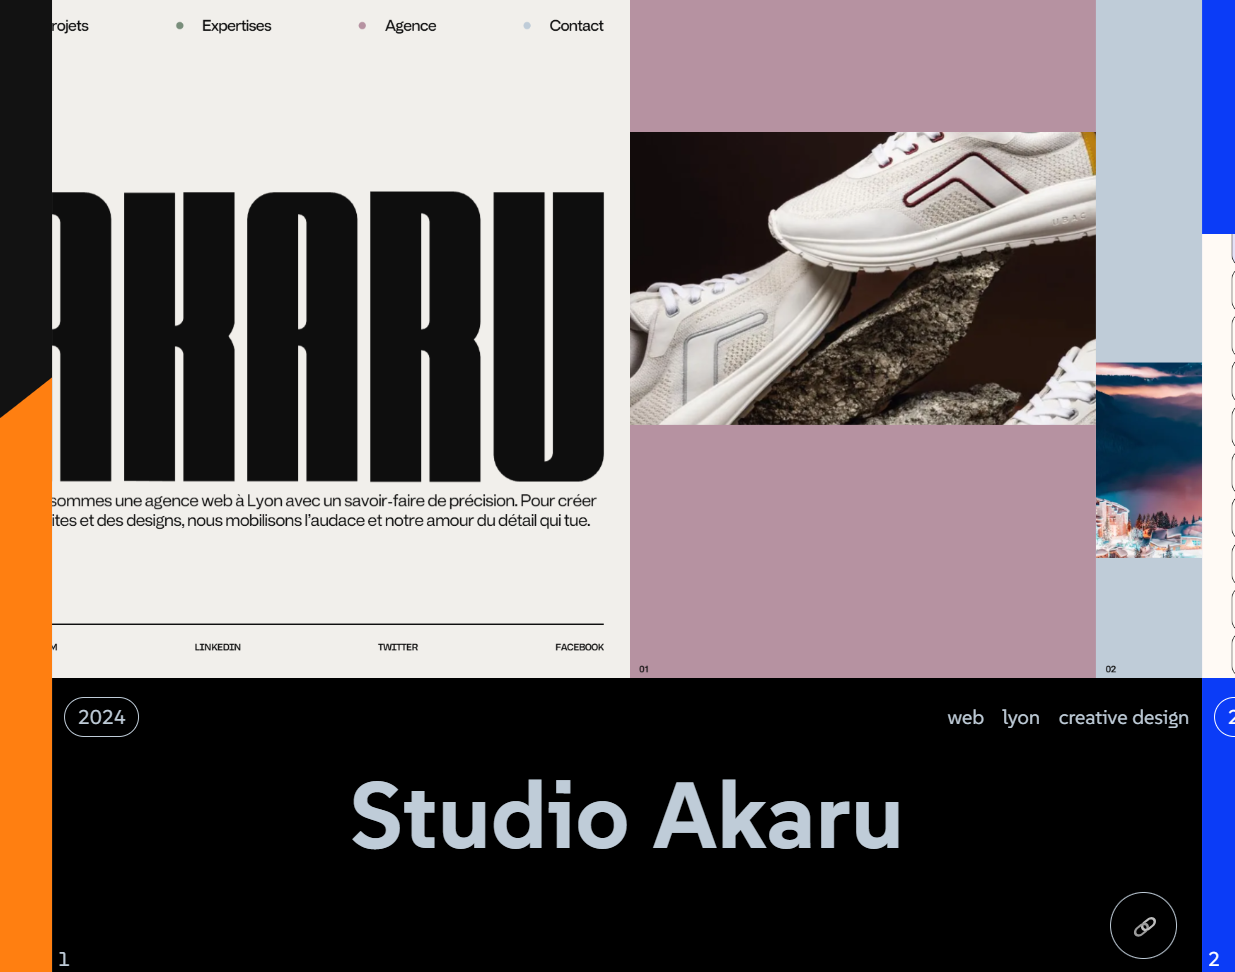 rojets Expertises Agence Contact
AKARU
sommes une agence web à Lyon avec un savoir-faire de précision. Pour créer
ites et des designs, nous mobilisons l'audace et notre amour du détail qui tue.
M LINKEDIN TWITTER FACEBOOK
01 02
2024 web lyon creative design 2
Studio Akaru
1 2